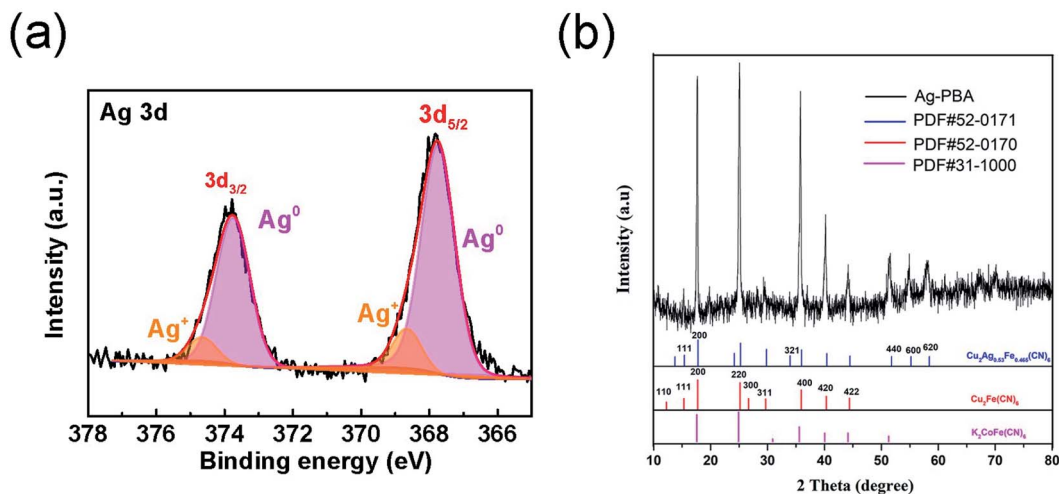 (a)
Ag 3d
3d5/2
3d3/2
Ag0
Ag0
Ag+
Ag+
Intensity (a.u.)
378 376 374 372 370 368 366
Binding energy (eV)
(b)
Ag-PBA
PDF#52-0171
PDF#52-0170
PDF#31-1000
Intensity (a.u)
111 200 321 440 600 620
Cu2Ag0.53Fe0.465(CN)6
110 111 200 220 300 311 400 420 422
Cu2Fe(CN)6
K2CoFe(CN)6
10 20 30 40 50 60 70 80
2 Theta (degree)